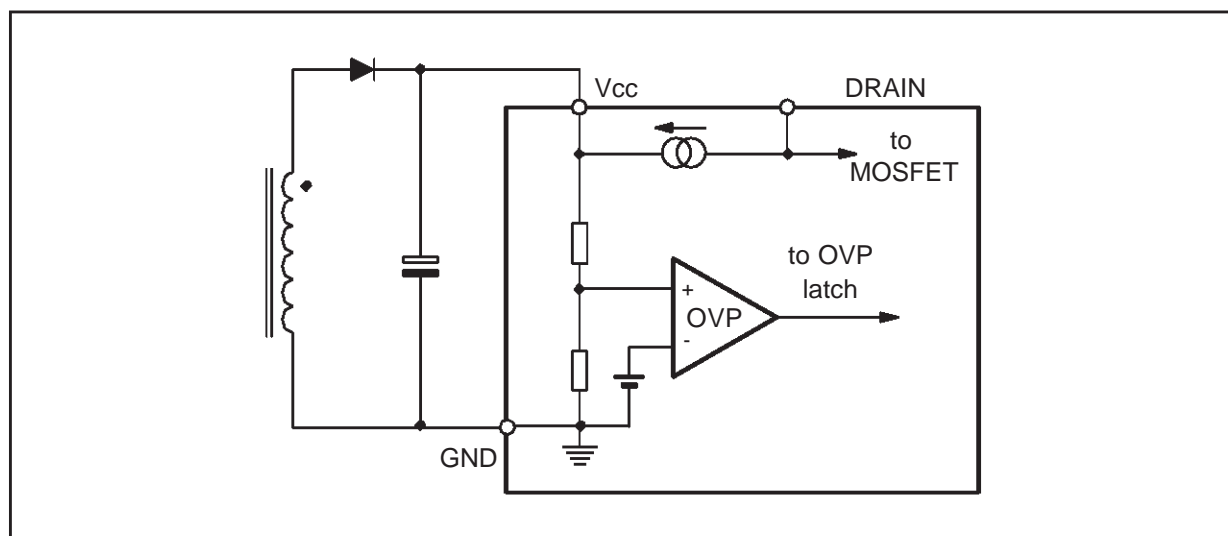 Vcc
DRAIN
to
MOSFET
to OVP
latch
+
OVP
-
GND